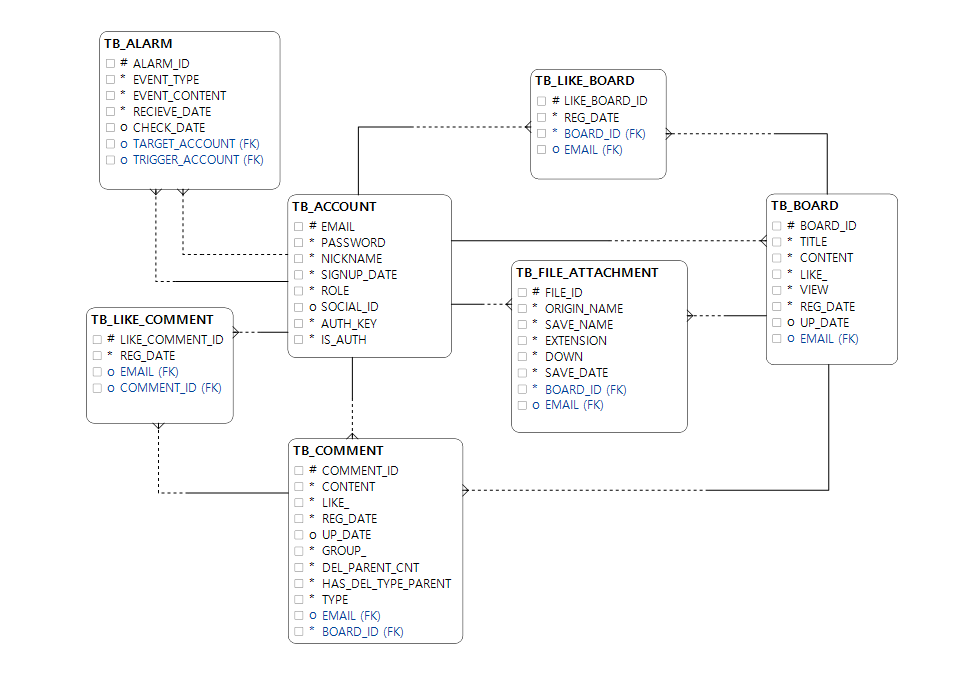 TB_ALARM
# ALARM_ID
* EVENT_TYPE
* EVENT_CONTENT
* RECIEVE_DATE
o CHECK_DATE
o TARGET_ACCOUNT (FK)
o TRIGGER_ACCOUNT (FK)
TB_LIKE_BOARD
# LIKE_BOARD_ID
* REG_DATE
* BOARD_ID (FK)
o EMAIL (FK)
TB_ACCOUNT
# EMAIL
* PASSWORD
* NICKNAME
* SIGNUP_DATE
* ROLE
o SOCIAL_ID
* AUTH_KEY
* IS_AUTH
TB_BOARD
# BOARD_ID
* TITLE
* CONTENT
* LIKE_
* VIEW
* REG_DATE
o UP_DATE
o EMAIL (FK)
TB_FILE_ATTACHMENT
# FILE_ID
* ORIGIN_NAME
* SAVE_NAME
* EXTENSION
* DOWN
* SAVE_DATE
* BOARD_ID (FK)
o EMAIL (FK)
TB_LIKE_COMMENT
# LIKE_COMMENT_ID
* REG_DATE
o EMAIL (FK)
o COMMENT_ID (FK)
TB_COMMENT
# COMMENT_ID
* CONTENT
* LIKE_
* REG_DATE
o UP_DATE
* GROUP_
* DEL_PARENT_CNT
* HAS_DEL_TYPE_PARENT
* TYPE
o EMAIL (FK)
* BOARD_ID (FK)